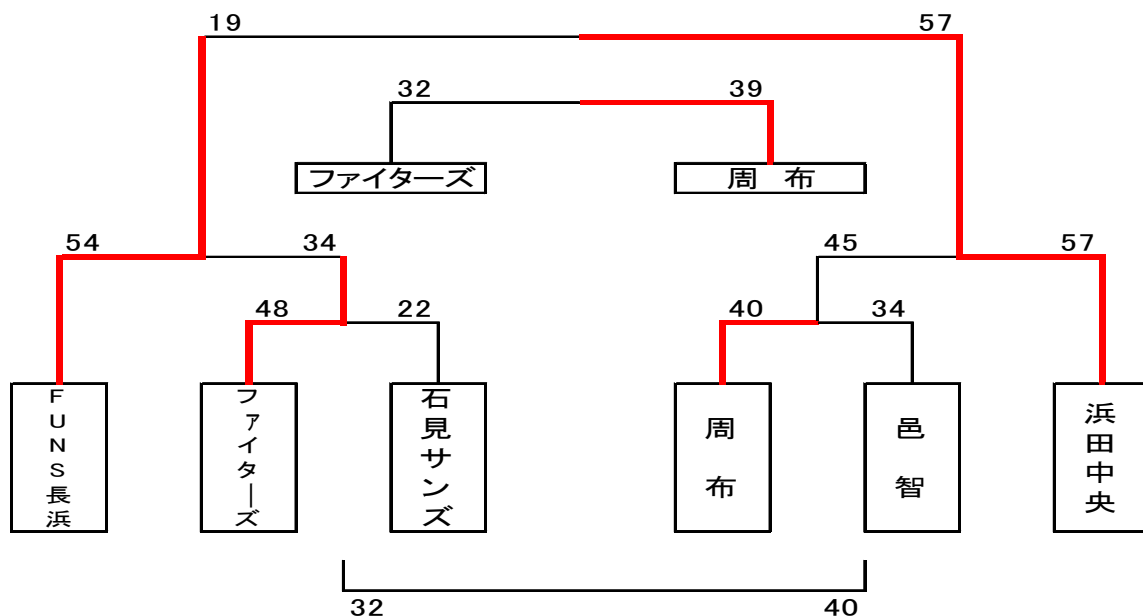 19 57
32 39
ファイターズ 周布
54 34 45 57
48 22 40 34
FUNS長浜
ファイターズ
石見サンズ
周布
邑智
浜田中央
32 40